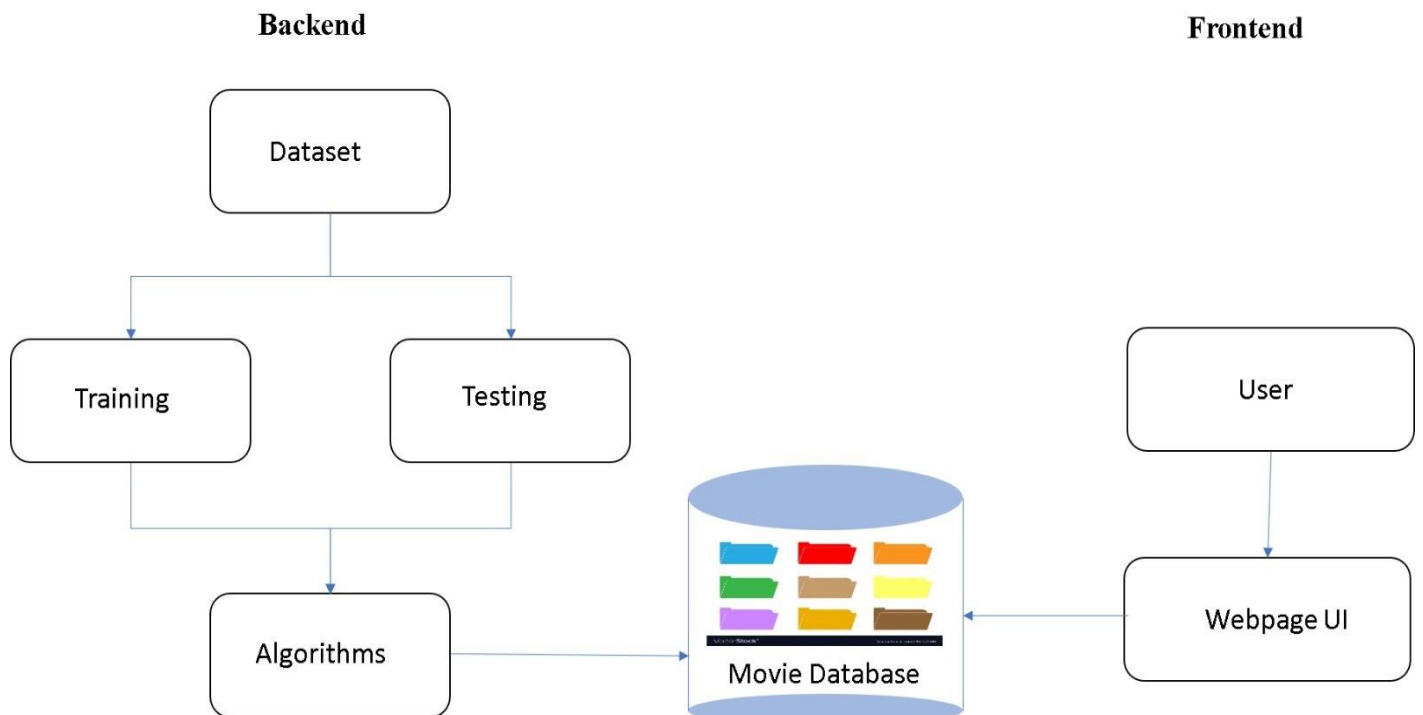 Backend
Frontend
Dataset
Training
Testing
User
Algorithms
Movie Database
Webpage UI